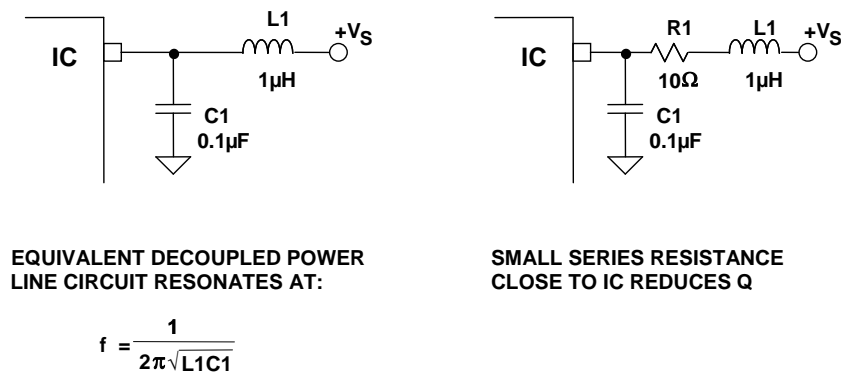 L1
+VS
IC
1µH
C1
0.1µF
R1
L1
+VS
IC
10Ω
1µH
C1
0.1µF
EQUIVALENT DECOUPLED POWER
LINE CIRCUIT RESONATES AT:
f = 1 / 2π√L1C1
SMALL SERIES RESISTANCE
CLOSE TO IC REDUCES Q